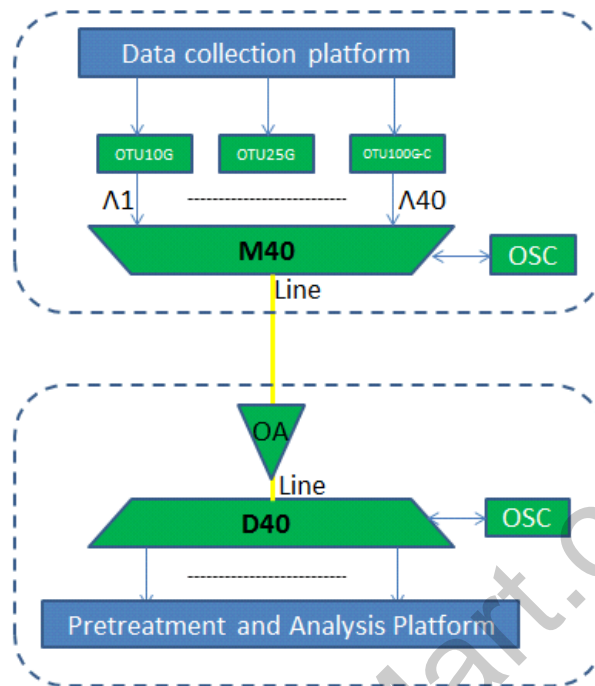 Data collection platform
OTU10G OTU25G OTU100G-C
Λ1 Λ40
M40
OSC
Line
OA
Line
D40
OSC
Pretreatment and Analysis Platform